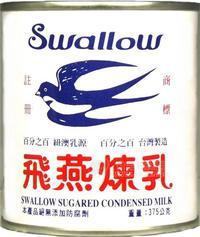 Swallow
註冊 商標
百分之百 紐澳乳源 百分之百 台灣製造
飛燕煉乳
SWALLOW SUGARED CONDENSED MILK
本產品絕無添加防腐劑 重量：375公克